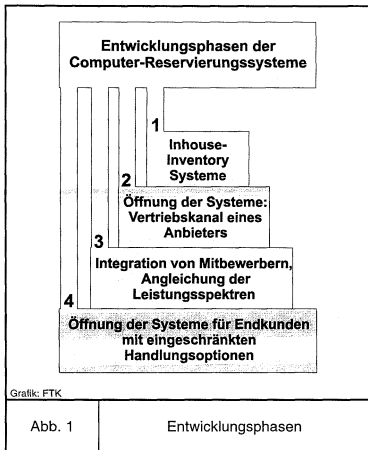 Entwicklungsphasen der
Computer-Reservierungssysteme
1
Inhouse-
Inventory
Systeme
2
Öffnung der Systeme:
Vertriebskanal eines
Anbieters
3
Integration von Mitbewerbern,
Angleichung der
Leistungsspektren
4
Öffnung der Systeme für Endkunden
mit eingeschränkten
Handlungsoptionen
Grafik: FTK
Abb. 1 Entwicklungsphasen